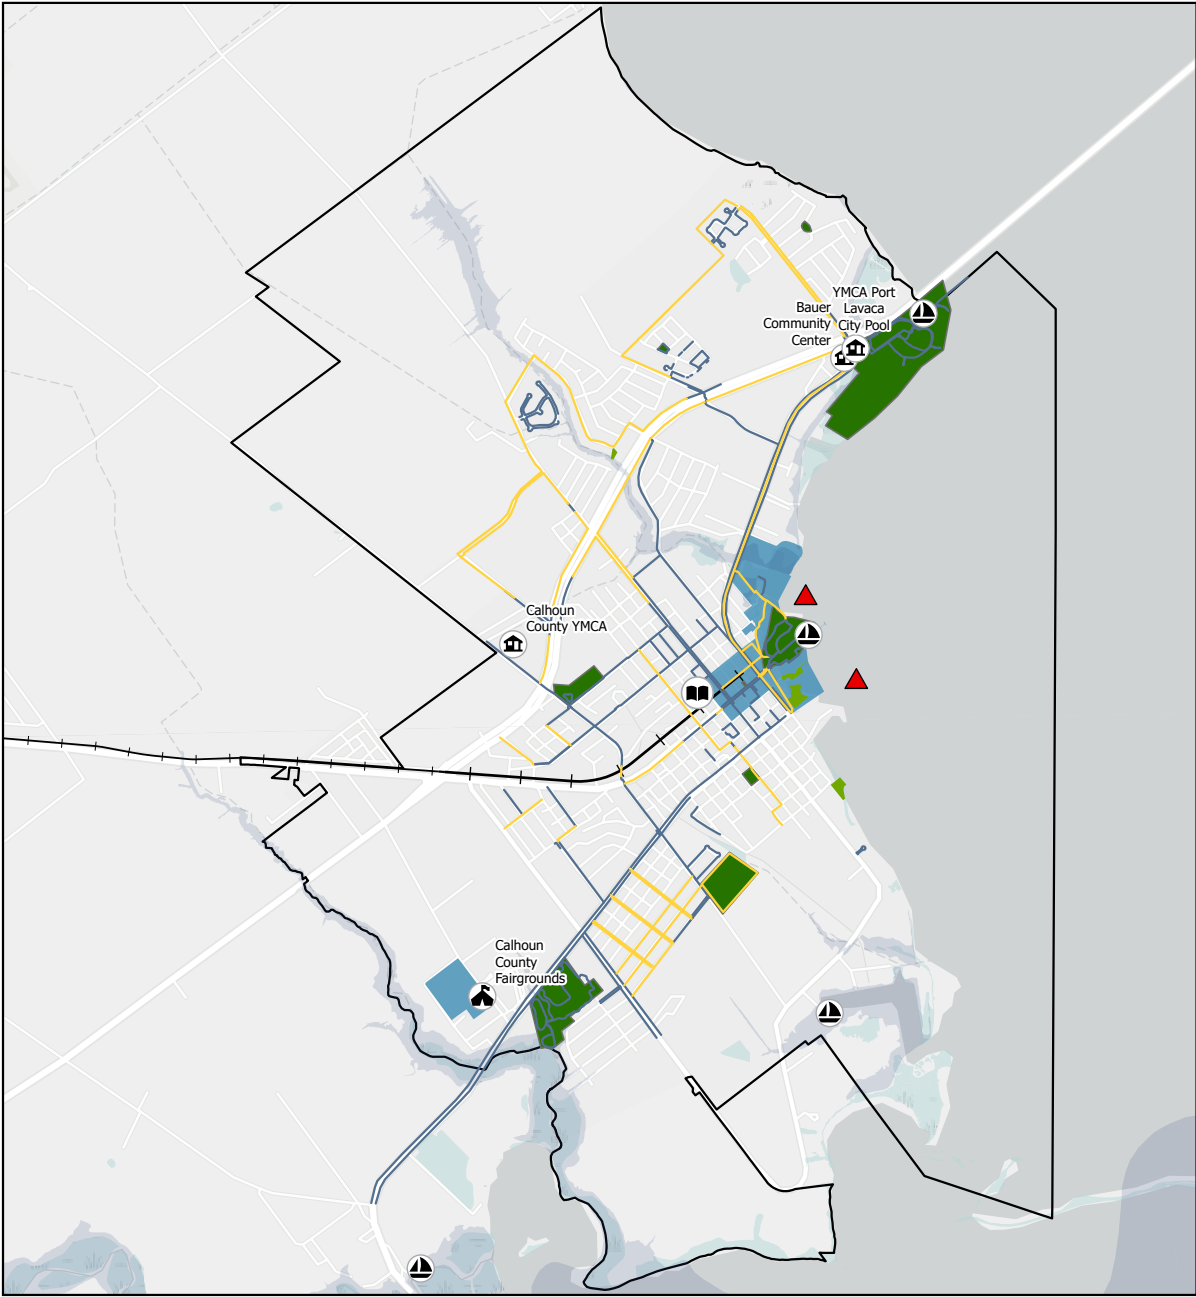 YMCA Port
Lavaca
City Pool
Bauer
Community
Center
Calhoun
County YMCA
Calhoun
County
Fairgrounds